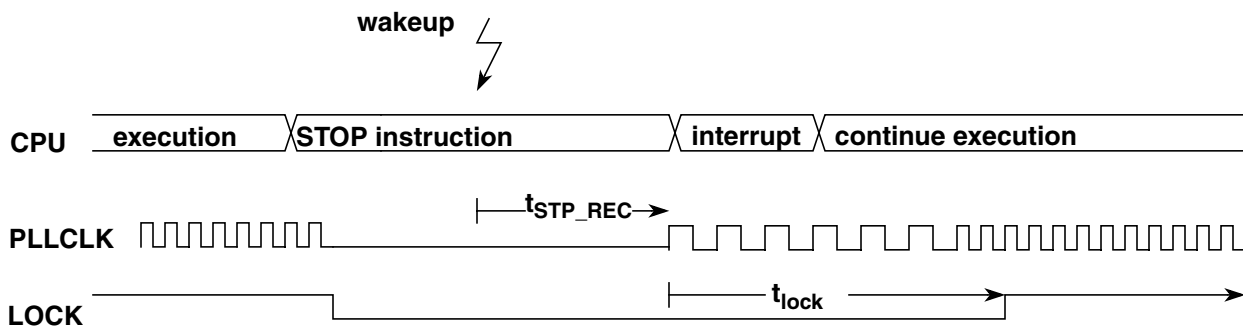 wakeup
CPU execution STOP instruction interrupt continue execution
tSTP_REC
PLLCLK
tlock
LOCK